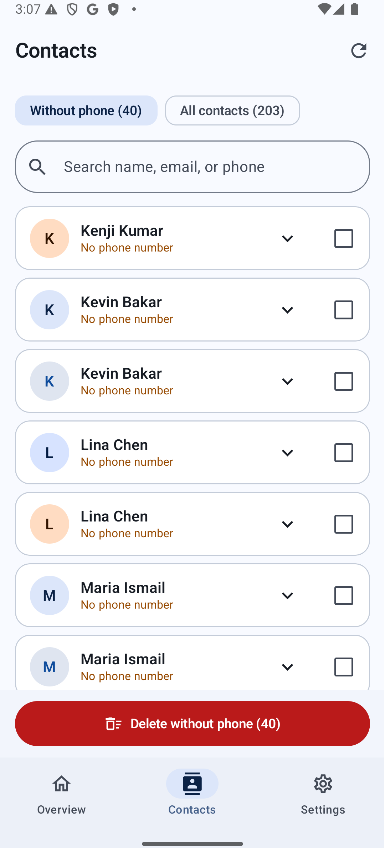 3:07
Contacts
Without phone (40)
All contacts (203)
Search name, email, or phone
K
Kenji Kumar
No phone number
K
Kevin Bakar
No phone number
K
Kevin Bakar
No phone number
L
Lina Chen
No phone number
L
Lina Chen
No phone number
M
Maria Ismail
No phone number
M
Maria Ismail
No phone number
Delete without phone (40)
Overview
Contacts
Settings